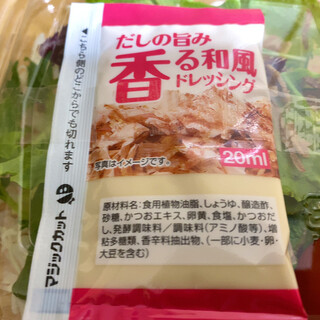 だしの旨み
香る和風
ドレッシング
20ml
写真はイメージです。
原材料名:食用植物油脂、しょうゆ、醸造酢、
砂糖、かつおエキス、卵黄、食塩、かつおだ
し、発酵調味料／調味料(アミノ酸等)、増
粘多糖類、香辛料抽出物、(一部に小麦・卵・
大豆を含む)
◀こちら側のどこからでも切れます
マジックカット